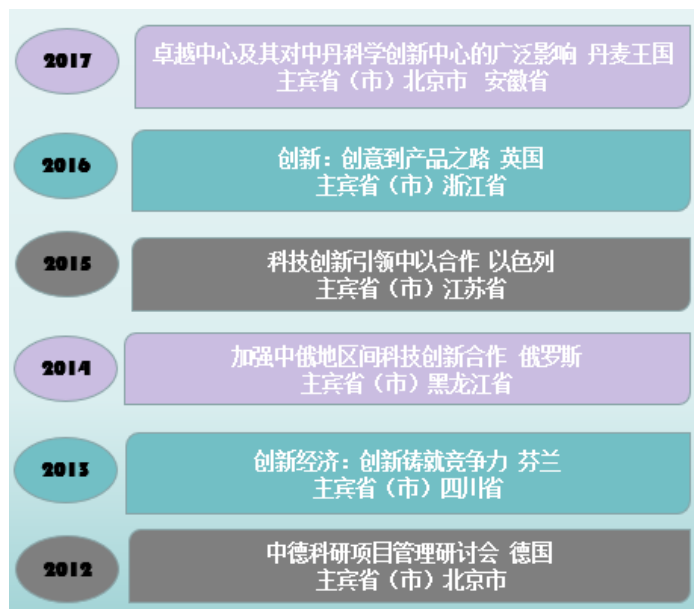 2017
卓越中心及其对中丹科学创新中心的广泛影响 丹麦王国
主宾省（市）北京市 安徽省
2016
创新：创意到产品之路 英国
主宾省（市）浙江省
2015
科技创新引领中以合作 以色列
主宾省（市）江苏省
2014
加强中俄地区间科技创新合作 俄罗斯
主宾省（市）黑龙江省
2013
创新经济：创新铸就竞争力 芬兰
主宾省（市）四川省
2012
中德科研项目管理研讨会 德国
主宾省（市）北京市